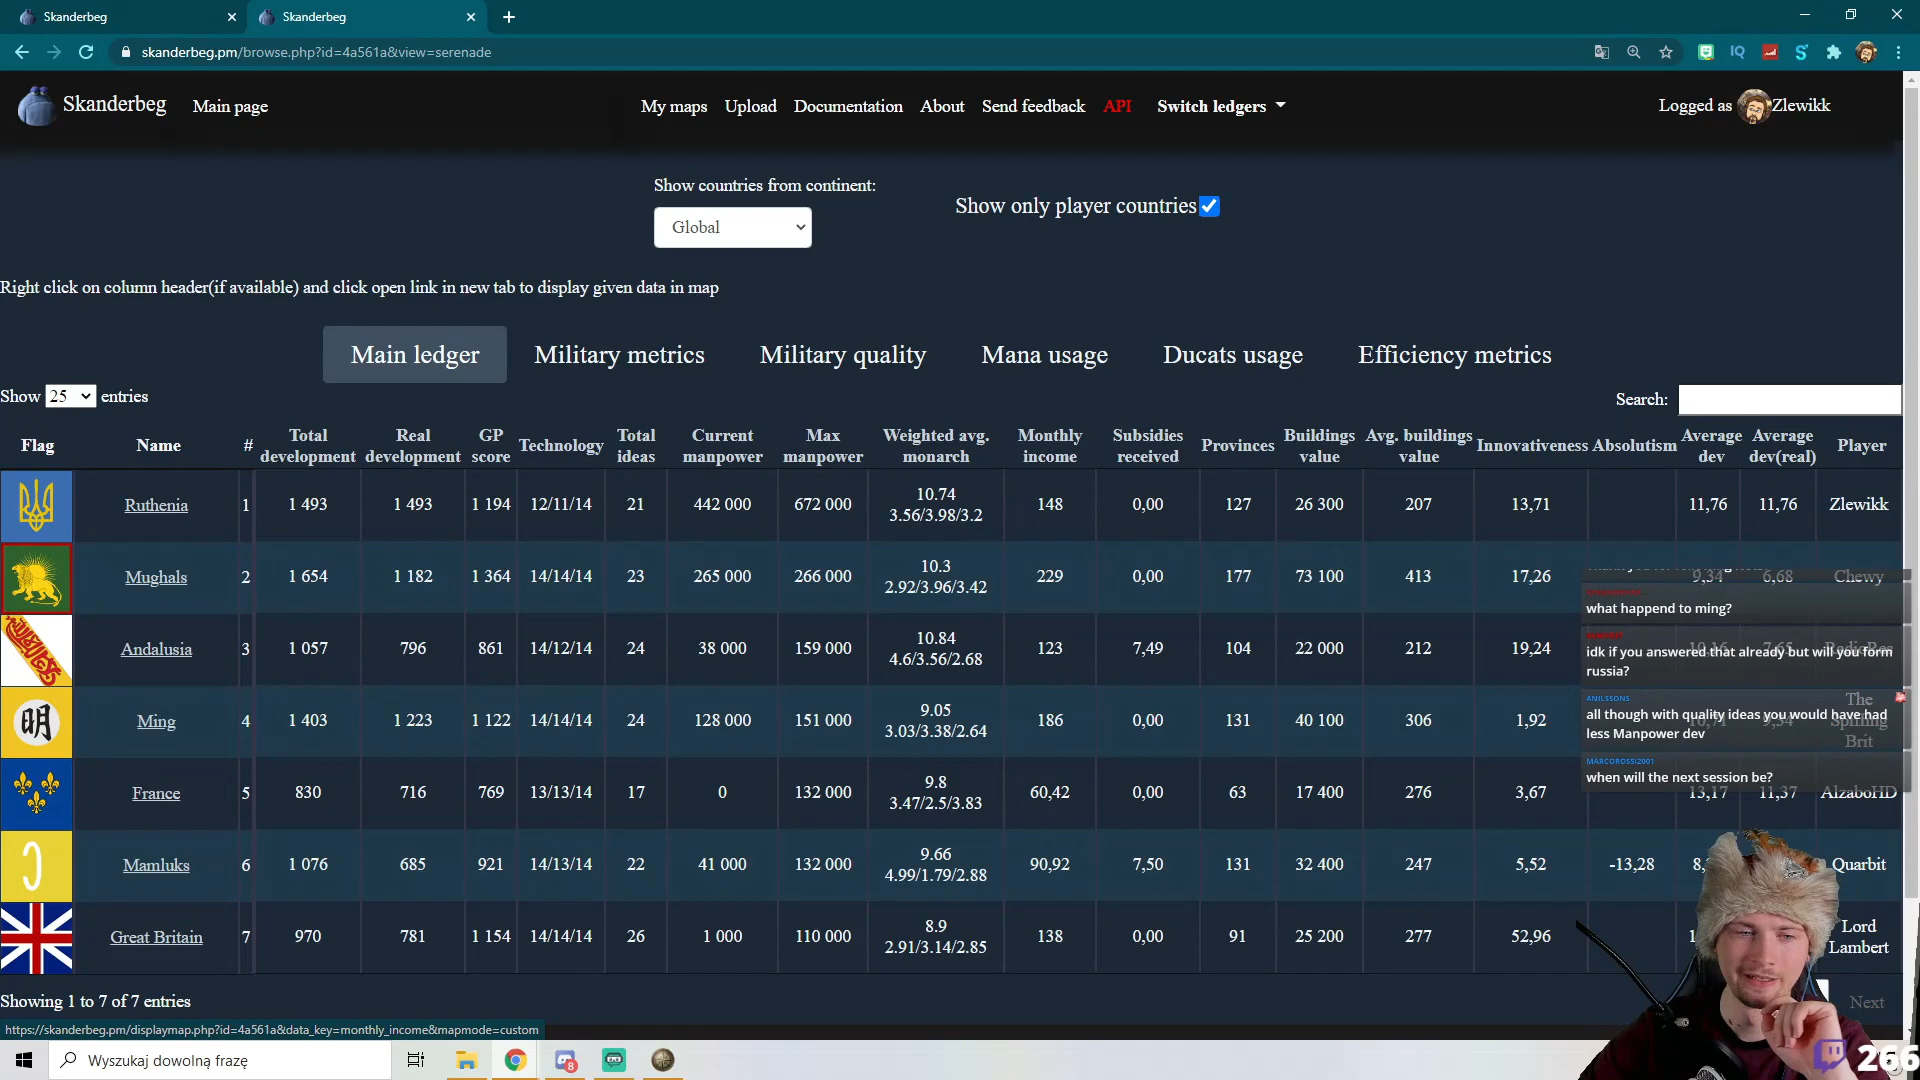 Skanderbeg
Skanderbeg
skanderbeg.pm/browse.php?id=4a561a&view=serenade
Skanderbeg Main page My maps Upload Documentation About Send feedback API Switch ledgers Logged as Zlewikk
Show countries from continent:
Global
Show only player countries
Right click on column header(if available) and click open link in new tab to display given data in map
Main ledger Military metrics Military quality Mana usage Ducats usage Efficiency metrics
Show 25 entries
Search:
Flag Name # Total development Real development GP score Technology Total ideas Current manpower Max manpower Weighted avg. monarch Monthly income Subsidies received Provinces Buildings value Avg. buildings value Innovativeness Absolutism Average dev Average dev(real) Player
Ruthenia 1 1 493 1 493 1 194 12/11/14 21 442 000 672 000 10.74 3.56/3.98/3.2 148 0,00 127 26 300 207 13,71 11,76 11,76 Zlewikk
Mughals 2 1 654 1 182 1 364 14/14/14 23 265 000 266 000 10.3 2.92/3.96/3.42 229 0,00 177 73 100 413 17,26 9,34 6,68 Chewy
what happend to ming?
Andalusia 3 1 057 796 861 14/12/14 24 38 000 159 000 10.84 4.6/3.56/2.68 123 7,49 104 22 000 212 19,24
idk if you answered that already but will you form
russia?
Ming 4 1 403 1 223 1 122 14/14/14 24 128 000 151 000 9.05 3.03/3.38/2.64 186 0,00 131 40 100 306 1,92 The Spiffing Brit
ANILSSONS
all though with quality ideas you would have had
less Manpower dev
MARCOROSSI2001
when will the next session be?
France 5 830 716 769 13/13/14 17 0 132 000 9.8 3.47/2.5/3.83 60,42 0,00 63 17 400 276 3,67 13,17 11,37 AlzaboHD
Mamluks 6 1 076 685 921 14/13/14 22 41 000 132 000 9.66 4.99/1.79/2.88 90,92 7,50 131 32 400 247 5,52 -13,28 Quarbit
Great Britain 7 970 781 1 154 14/14/14 26 1 000 110 000 8.9 2.91/3.14/2.85 138 0,00 91 25 200 277 52,96 Lord Lambert
Showing 1 to 7 of 7 entries
Next
https://skanderbeg.pm/displaymap.php?id=4a561a&data_key=monthly_income&mapmode=custom
Wyszukaj dowolną frazę
8
266